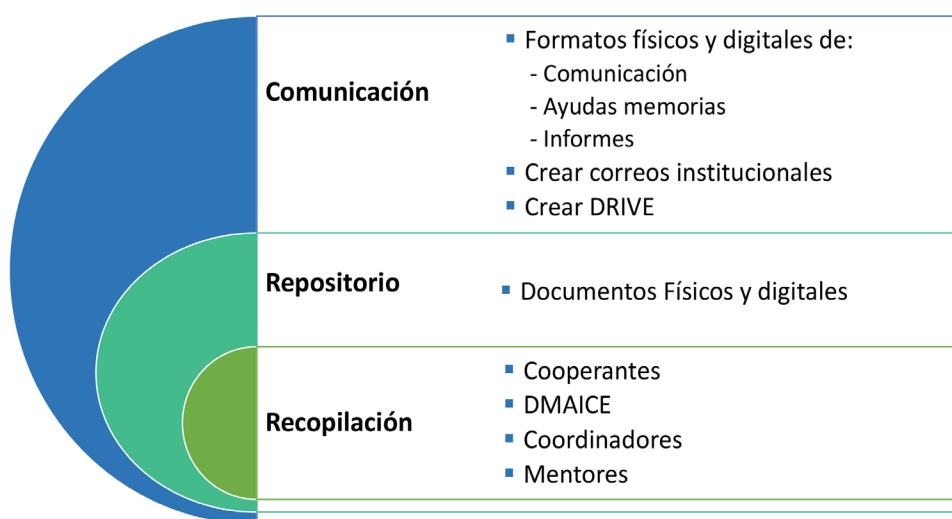 Comunicación
▪ Formatos físicos y digitales de:
- Comunicación
- Ayudas memorias
- Informes
▪ Crear correos institucionales
▪ Crear DRIVE
Repositorio
▪ Documentos Físicos y digitales
Recopilación
▪ Cooperantes
▪ DMAICE
▪ Coordinadores
▪ Mentores